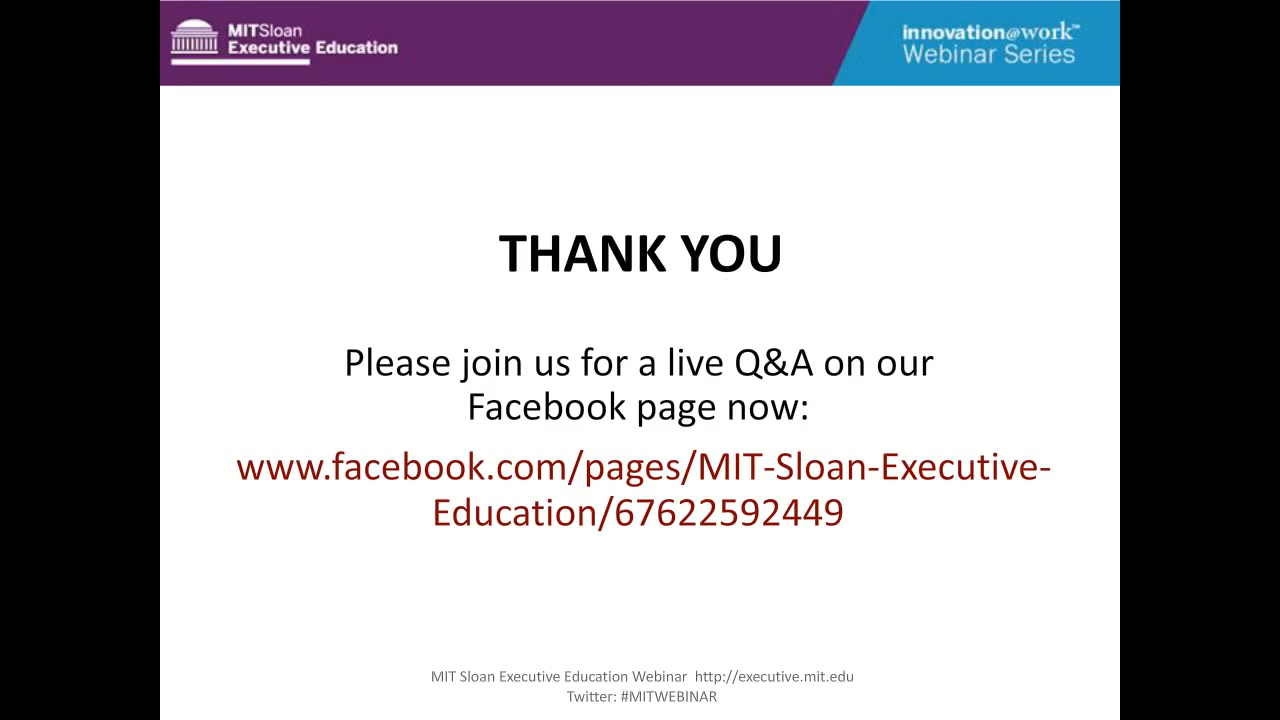 MITSloan
Executive Education
innovation@work™
Webinar Series
THANK YOU
Please join us for a live Q&A on our
Facebook page now:
www.facebook.com/pages/MIT-Sloan-Executive-
Education/67622592449
MIT Sloan Executive Education Webinar  http://executive.mit.edu
Twitter: #MITWEBINAR